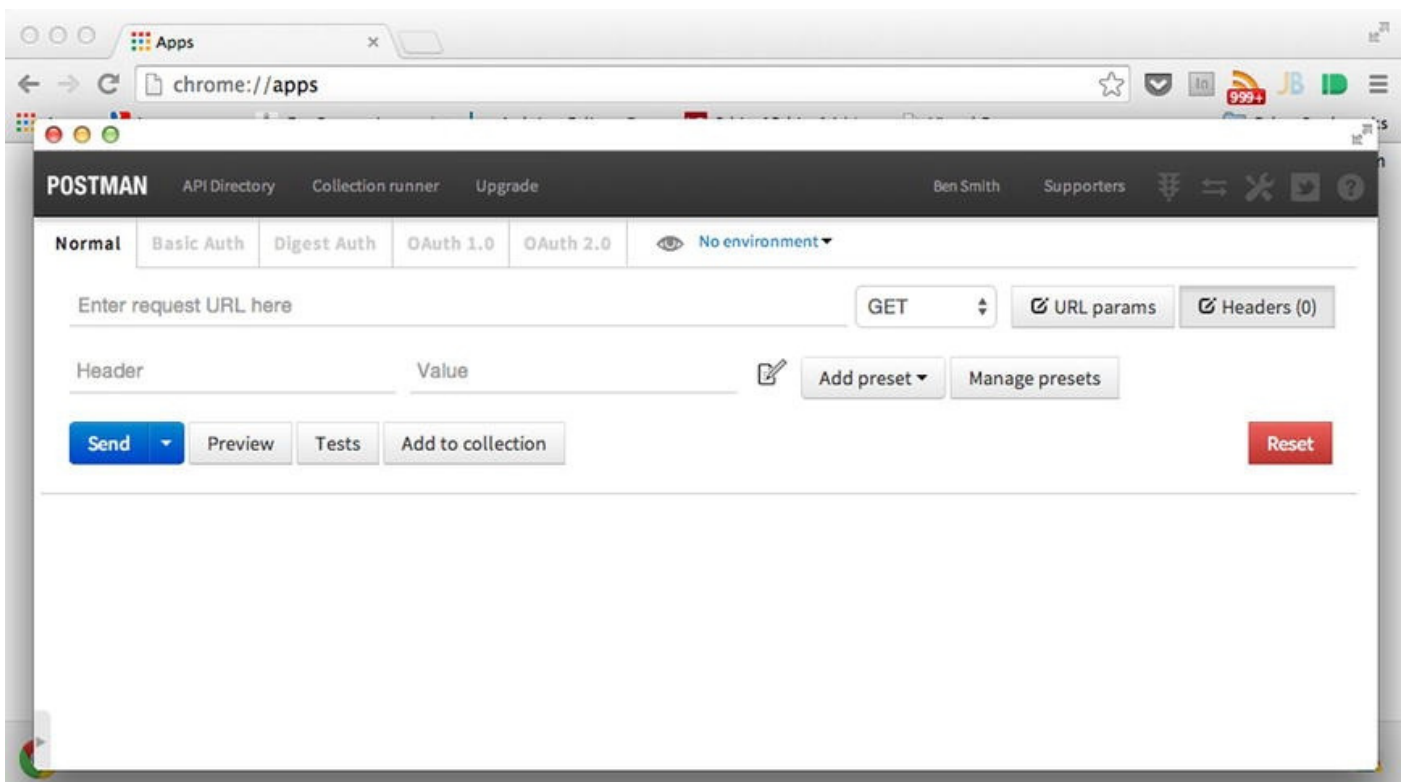 Apps
chrome://apps
In
999+
JB
POSTMAN API Directory Collection runner Upgrade Ben Smith Supporters
Normal Basic Auth Digest Auth OAuth 1.0 OAuth 2.0 No environment
Enter request URL here GET URL params Headers (0)
Header Value Add preset Manage presets
Send Preview Tests Add to collection Reset